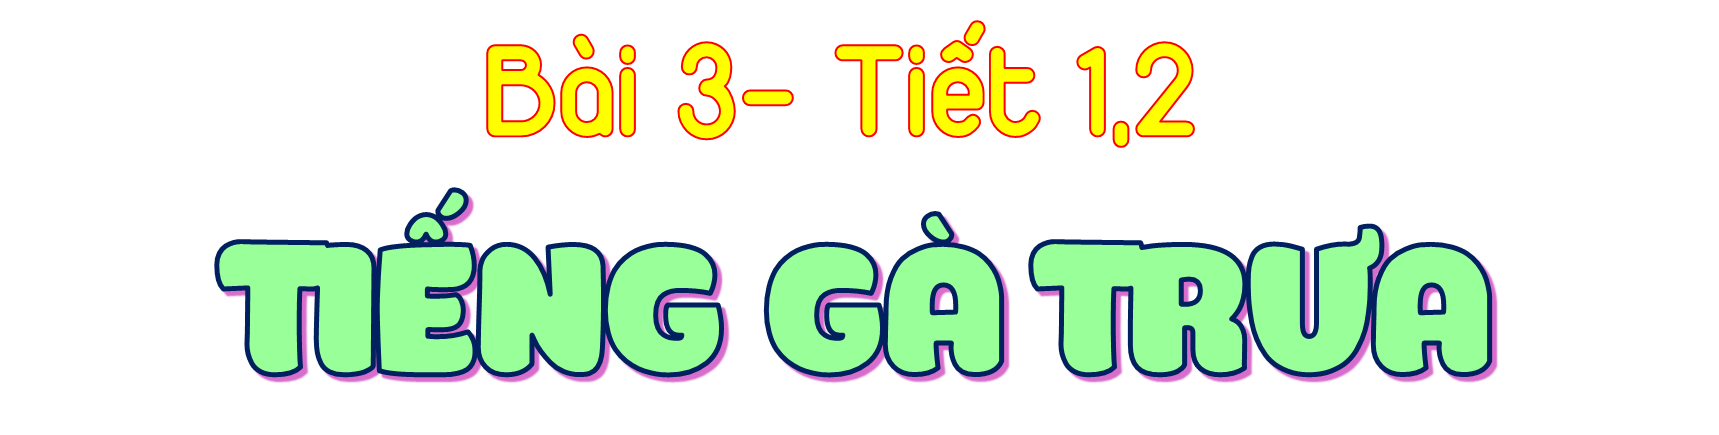 Bài 3- Tiết 1,2
TIẾNG GÀ TRƯA